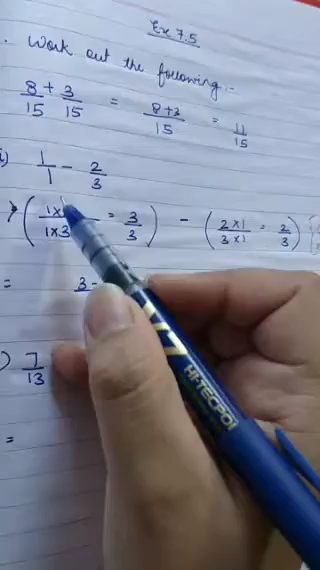 Ex 7.5
Work out the following:-
8/15 + 3/15 = 8+3/15 = 11/15
i) 1/1 - 2/3
(1×/1×3 = 3/3) - (2×1/3×1 = 2/3)
= 3-
) 7/13
=
V7 HI-TECPOINT